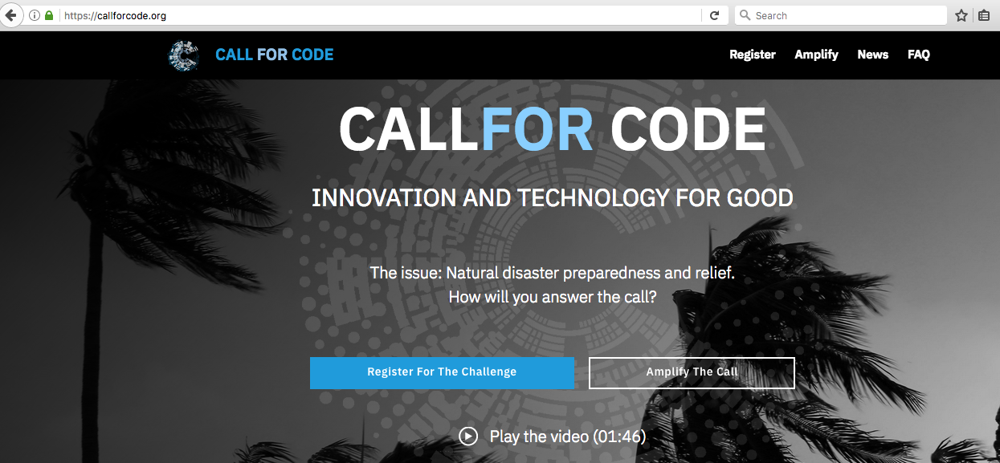 https://callforcode.org
Search
CALL FOR CODE
Register
Amplify
News
FAQ
CALLFOR CODE
INNOVATION AND TECHNOLOGY FOR GOOD
The issue: Natural disaster preparedness and relief.
How will you answer the call?
Register For The Challenge
Amplify The Call
Play the video (01:46)